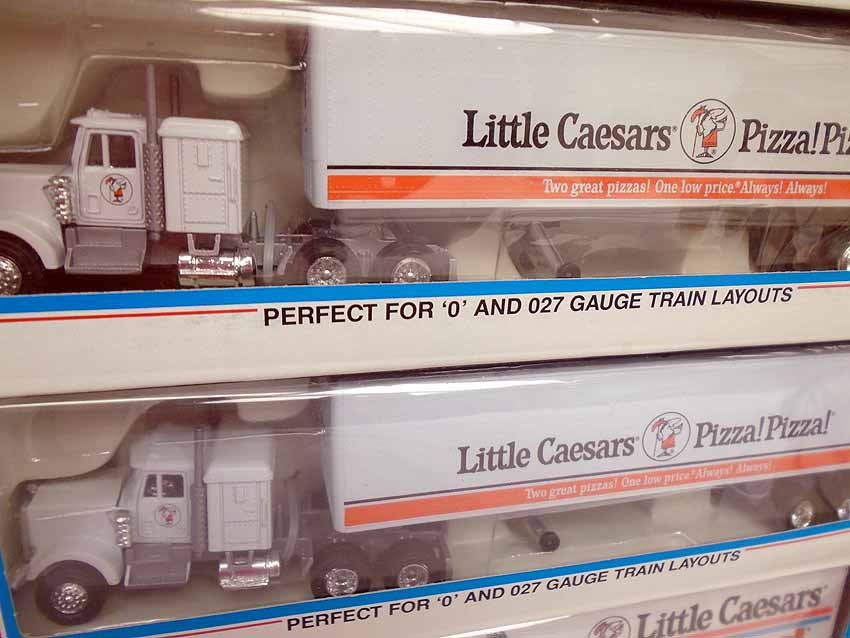 Little Caesars® Pizza! Pi
Two great pizzas! One low price.® Always! Always!
PERFECT FOR ‘0’ AND 027 GAUGE TRAIN LAYOUTS
Little Caesars® Pizza! Pizza!®
Two great pizzas! One low price.® Always! Always!
PERFECT FOR ‘0’ AND 027 GAUGE TRAIN LAYOUTS
Little Caesars®